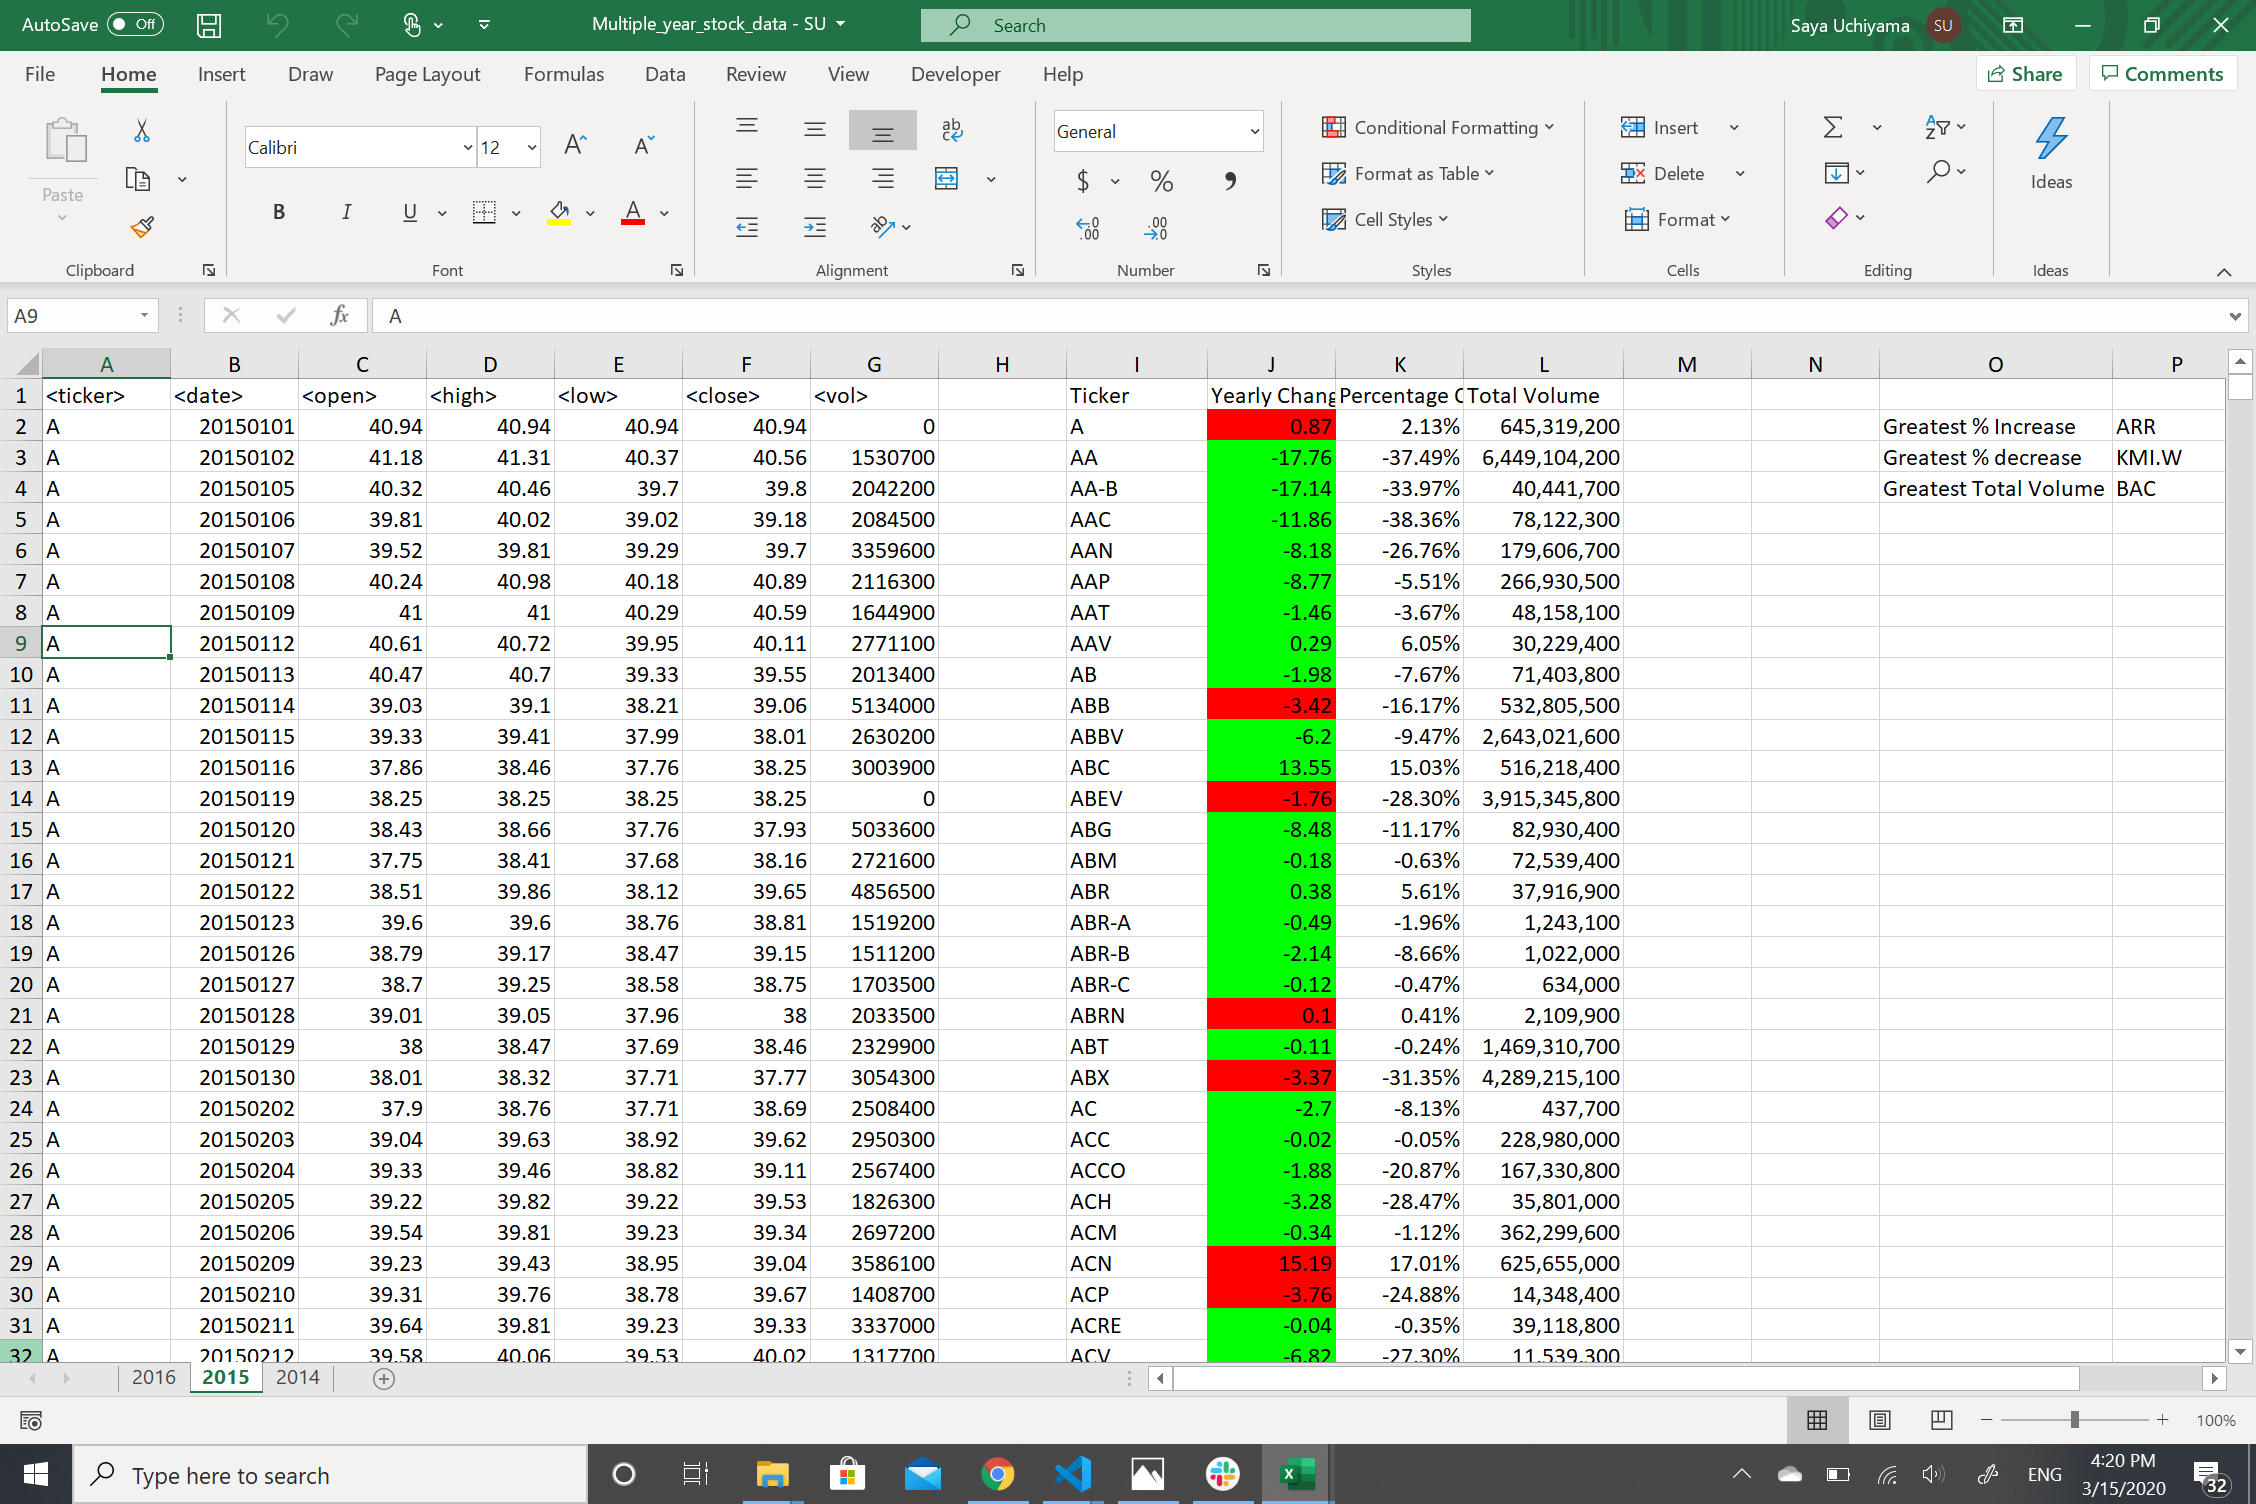 AutoSave Off Multiple_year_stock_data - SU Search Saya Uchiyama SU
File Home Insert Draw Page Layout Formulas Data Review View Developer Help Share Comments
Paste Calibri 12 General Conditional Formatting Format as Table Cell Styles Insert Delete Format Ideas
Clipboard Font Alignment Number Styles Cells Editing Ideas
A9 fx A
A B C D E F G H I J K L M N O P
1 <ticker> <date> <open> <high> <low> <close> <vol> Ticker Yearly Chang Percentage C Total Volume
2 A 20150101 40.94 40.94 40.94 40.94 0 A 0.87 2.13% 645,319,200 Greatest % Increase ARR
3 A 20150102 41.18 41.31 40.37 40.56 1530700 AA -17.76 -37.49% 6,449,104,200 Greatest % decrease KMI.W
4 A 20150105 40.32 40.46 39.7 39.8 2042200 AA-B -17.14 -33.97% 40,441,700 Greatest Total Volume BAC
5 A 20150106 39.81 40.02 39.02 39.18 2084500 AAC -11.86 -38.36% 78,122,300
6 A 20150107 39.52 39.81 39.29 39.7 3359600 AAN -8.18 -26.76% 179,606,700
7 A 20150108 40.24 40.98 40.18 40.89 2116300 AAP -8.77 -5.51% 266,930,500
8 A 20150109 41 41 40.29 40.59 1644900 AAT -1.46 -3.67% 48,158,100
9 A 20150112 40.61 40.72 39.95 40.11 2771100 AAV 0.29 6.05% 30,229,400
10 A 20150113 40.47 40.7 39.33 39.55 2013400 AB -1.98 -7.67% 71,403,800
11 A 20150114 39.03 39.1 38.21 39.06 5134000 ABB -3.42 -16.17% 532,805,500
12 A 20150115 39.33 39.41 37.99 38.01 2630200 ABBV -6.2 -9.47% 2,643,021,600
13 A 20150116 37.86 38.46 37.76 38.25 3003900 ABC 13.55 15.03% 516,218,400
14 A 20150119 38.25 38.25 38.25 38.25 0 ABEV -1.76 -28.30% 3,915,345,800
15 A 20150120 38.43 38.66 37.76 37.93 5033600 ABG -8.48 -11.17% 82,930,400
16 A 20150121 37.75 38.41 37.68 38.16 2721600 ABM -0.18 -0.63% 72,539,400
17 A 20150122 38.51 39.86 38.12 39.65 4856500 ABR 0.38 5.61% 37,916,900
18 A 20150123 39.6 39.6 38.76 38.81 1519200 ABR-A -0.49 -1.96% 1,243,100
19 A 20150126 38.79 39.17 38.47 39.15 1511200 ABR-B -2.14 -8.66% 1,022,000
20 A 20150127 38.7 39.25 38.58 38.75 1703500 ABR-C -0.12 -0.47% 634,000
21 A 20150128 39.01 39.05 37.96 38 2033500 ABRN 0.1 0.41% 2,109,900
22 A 20150129 38 38.47 37.69 38.46 2329900 ABT -0.11 -0.24% 1,469,310,700
23 A 20150130 38.01 38.32 37.71 37.77 3054300 ABX -3.37 -31.35% 4,289,215,100
24 A 20150202 37.9 38.76 37.71 38.69 2508400 AC -2.7 -8.13% 437,700
25 A 20150203 39.04 39.63 38.92 39.62 2950300 ACC -0.02 -0.05% 228,980,000
26 A 20150204 39.33 39.46 38.82 39.11 2567400 ACCO -1.88 -20.87% 167,330,800
27 A 20150205 39.22 39.82 39.22 39.53 1826300 ACH -3.28 -28.47% 35,801,000
28 A 20150206 39.54 39.81 39.23 39.34 2697200 ACM -0.34 -1.12% 362,299,600
29 A 20150209 39.23 39.43 38.95 39.04 3586100 ACN 15.19 17.01% 625,655,000
30 A 20150210 39.31 39.76 38.78 39.67 1408700 ACP -3.76 -24.88% 14,348,400
31 A 20150211 39.64 39.81 39.23 39.33 3337000 ACRE -0.04 -0.35% 39,118,800
32 A 20150212 39.58 40.06 39.53 40.02 1317700 ACV -6.82 -27.30% 11,539,300
2016 2015 2014
100%
Type here to search ENG 4:20 PM
3/15/2020 32